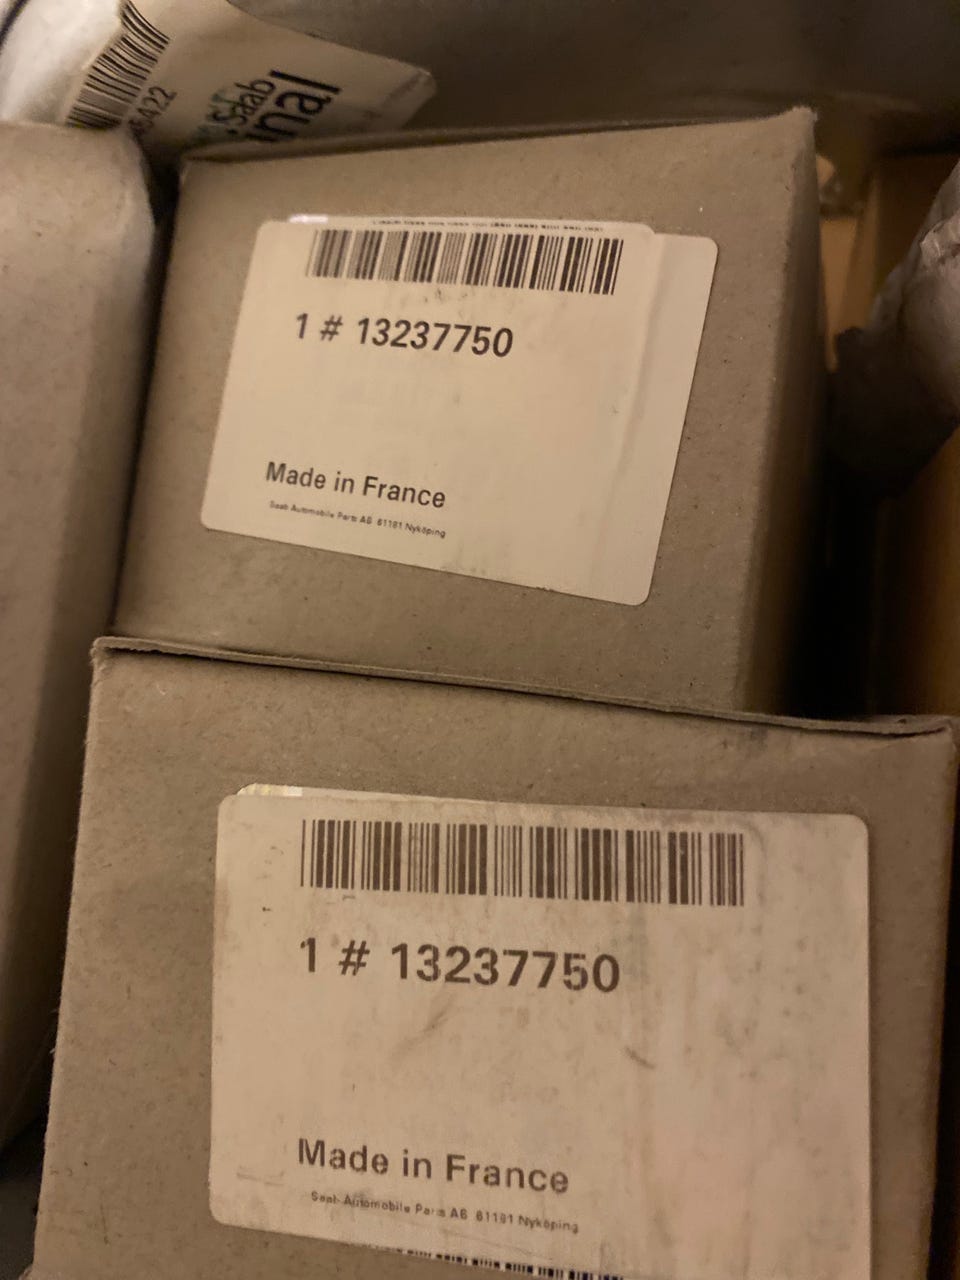 Saab
1 # 13237750
Made in France
Saab Automobile Parts AB 61181 Nyköping
1 # 13237750
Made in France
Saab Automobile Parts AB 61181 Nyköping